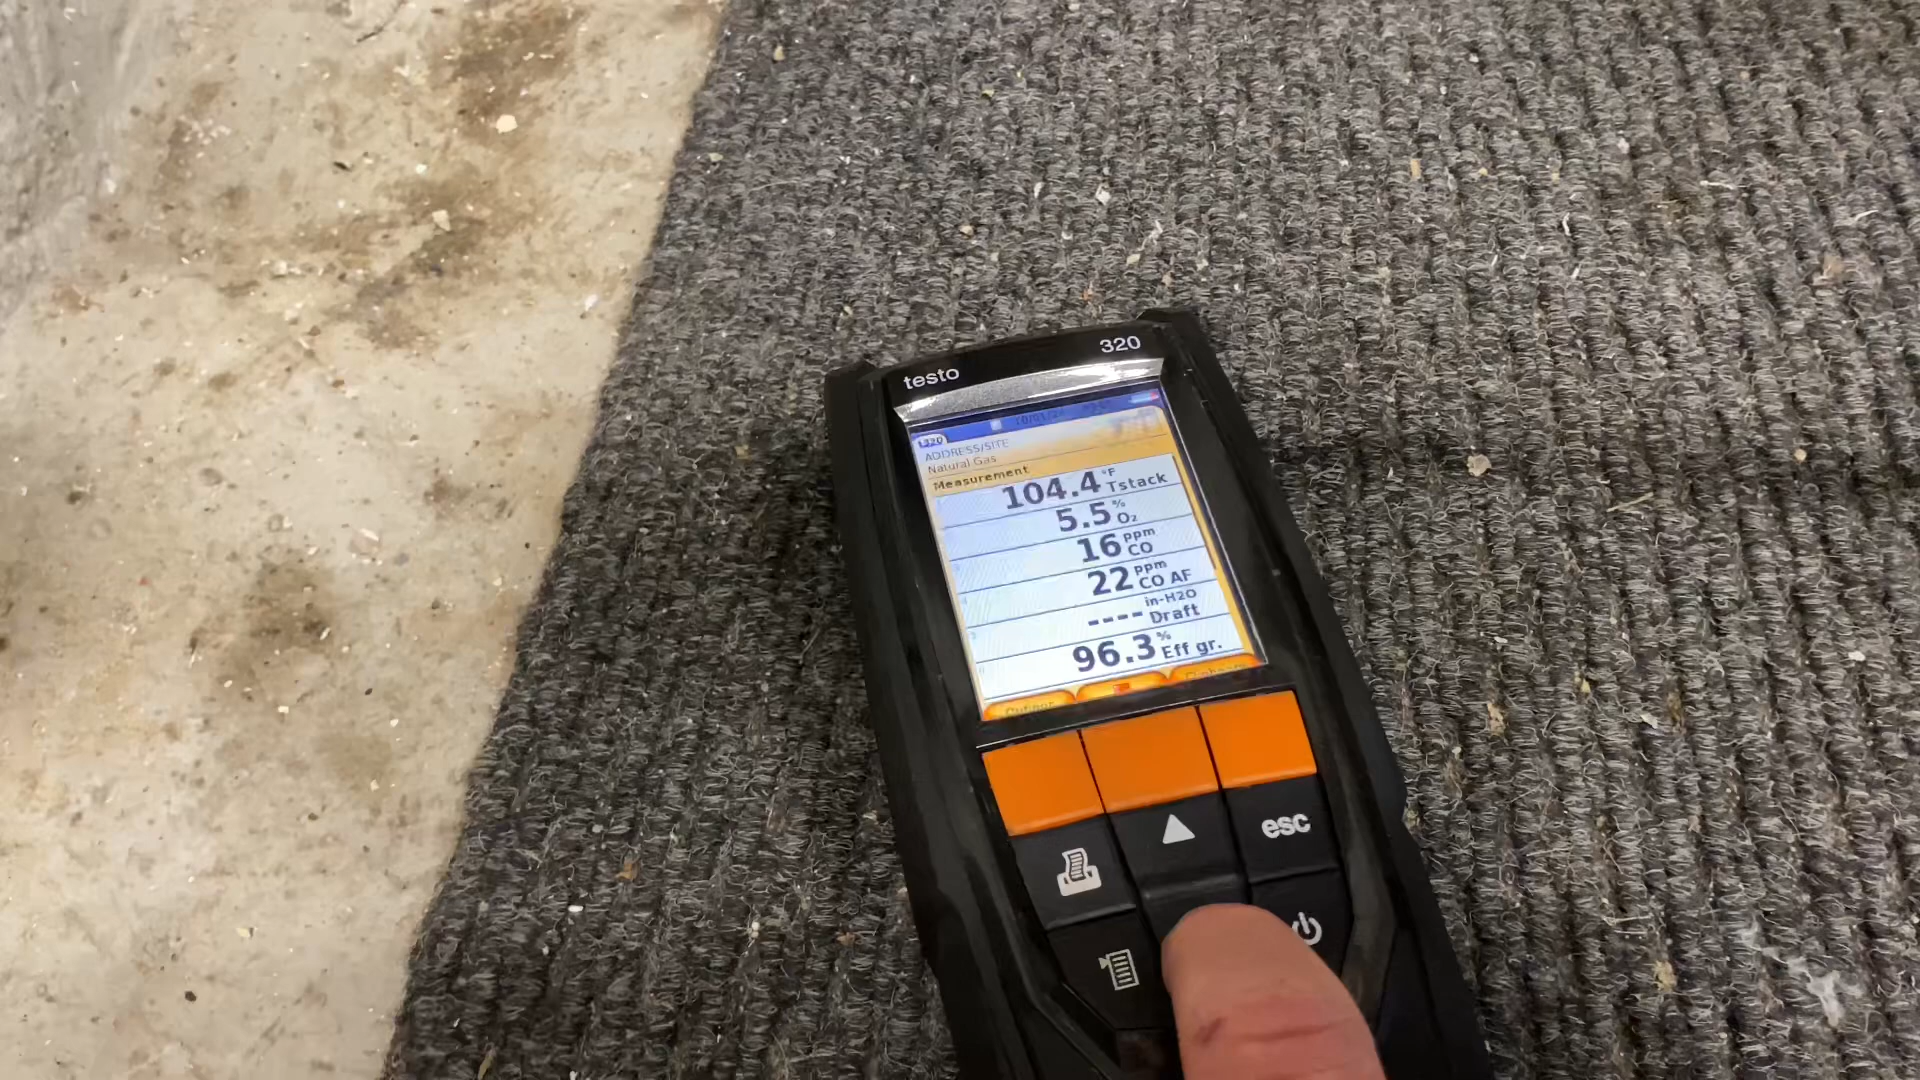 testo 320
t320
ADDRESS/SITE
Natural Gas
Measurement
104.4 °F Tstack
5.5 % O₂
16 ppm CO
22 ppm CO AF
---- in-H2O Draft
96.3 % Eff gr.
esc